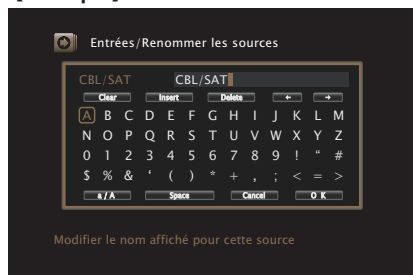 Entrées/Renommer les sources
CBL/SAT CBL/SAT
Clear Insert Delete ← →
A B C D E F G H I J K L M
N O P Q R S T U V W X Y Z
0 1 2 3 4 5 6 7 8 9 ! “ #
$ % & ‘ ( ) * + , ; < = >
a / A Space Cancel O K
Modifier le nom affiché pour cette source